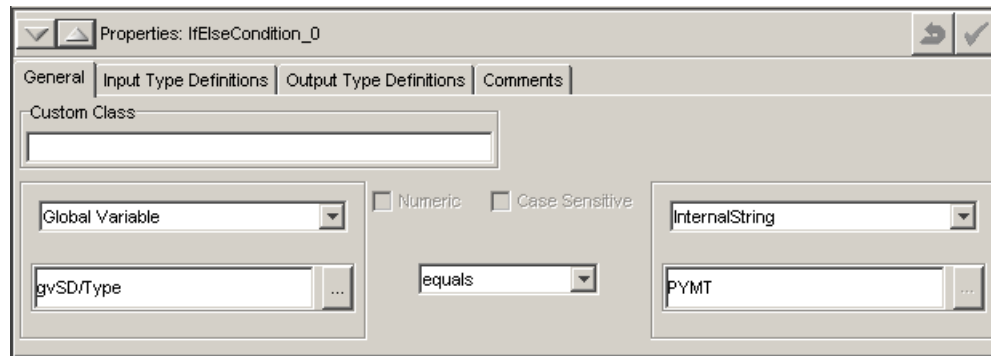 Properties: IfElseCondition_0
General Input Type Definitions Output Type Definitions Comments
Custom Class
Numeric Case Sensitive
Global Variable InternalString
gvSD/Type ... equals PYMT ...